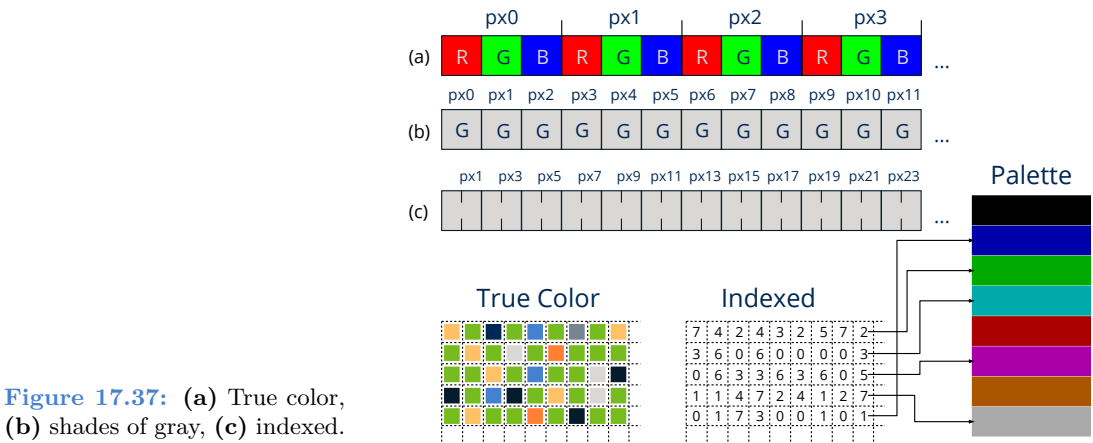 px0 px1 px2 px3
(a) R G B R G B R G B R G B ...
px0 px1 px2 px3 px4 px5 px6 px7 px8 px9 px10 px11
(b) G G G G G G G G G G G G ...
px1 px3 px5 px7 px9 px11 px13 px15 px17 px19 px21 px23
(c) ...
Palette
True Color
Indexed
7 4 2 4 3 2 5 7 2
3 6 0 6 0 0 0 0 3
0 6 3 3 6 3 6 0 5
1 1 4 7 2 4 1 2 7
0 1 7 3 0 0 1 0 1
Figure 17.37: (a) True color,
(b) shades of gray, (c) indexed.